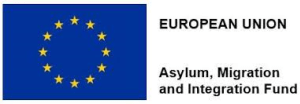 EUROPEAN UNION
Asylum, Migration
and Integration Fund